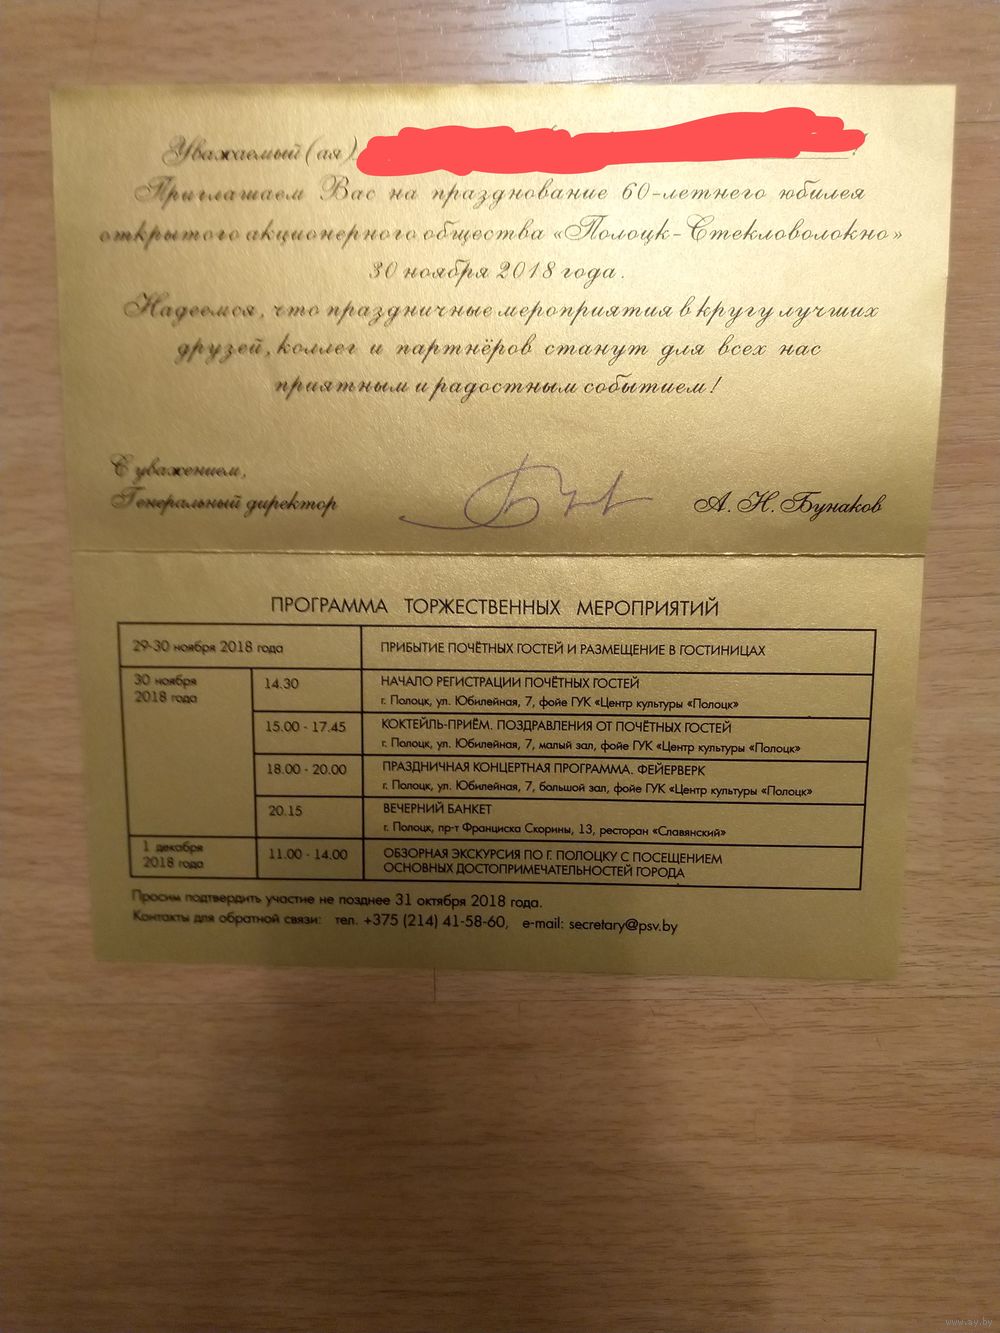 Уважаемый(ая)
Приглашаем Вас на празднование 60-летнего юбилея
открытого акционерного общества «Полоцк-Стекловолокно»
30 ноября 2018 года.
Надеемся, что праздничные мероприятия в кругу лучших
друзей, коллег и партнёров станут для всех нас
приятным и радостным событием!
С уважением,
Генеральный директор А. Н. Бунаков
ПРОГРАММА ТОРЖЕСТВЕННЫХ МЕРОПРИЯТИЙ
29-30 ноября 2018 года ПРИБЫТИЕ ПОЧЁТНЫХ ГОСТЕЙ И РАЗМЕЩЕНИЕ В ГОСТИНИЦАХ
30 ноября
2018 года
14.30 НАЧАЛО РЕГИСТРАЦИИ ПОЧЁТНЫХ ГОСТЕЙ
г. Полоцк, ул. Юбилейная, 7, фойе ГУК «Центр культуры «Полоцк»
15.00 - 17.45 КОКТЕЙЛЬ-ПРИЁМ. ПОЗДРАВЛЕНИЯ ОТ ПОЧЁТНЫХ ГОСТЕЙ
г. Полоцк, ул. Юбилейная, 7, малый зал, фойе ГУК «Центр культуры «Полоцк»
18.00 - 20.00 ПРАЗДНИЧНАЯ КОНЦЕРТНАЯ ПРОГРАММА. ФЕЙЕРВЕРК
г. Полоцк, ул. Юбилейная, 7, большой зал, фойе ГУК «Центр культуры «Полоцк»
20.15 ВЕЧЕРНИЙ БАНКЕТ
г. Полоцк, пр-т Франциска Скорины, 13, ресторан «Славянский»
1 декабря
2018 года
11.00 - 14.00 ОБЗОРНАЯ ЭКСКУРСИЯ ПО Г. ПОЛОЦКУ С ПОСЕЩЕНИЕМ
ОСНОВНЫХ ДОСТОПРИМЕЧАТЕЛЬНОСТЕЙ ГОРОДА
Просим подтвердить участие не позднее 31 октября 2018 года.
Контакты для обратной связи: тел. +375 (214) 41-58-60, e-mail: secretary@psv.by
www.ay.by